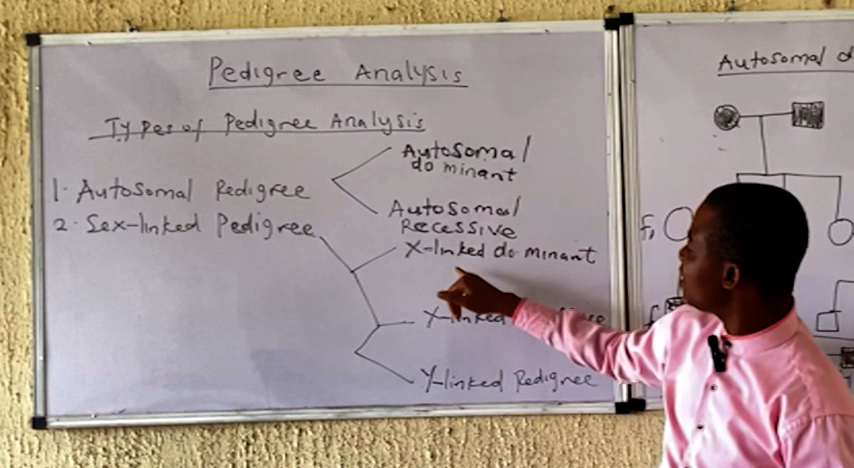 Pedigree Analysis
Types of Pedigree Analysis
1. Autosomal Pedigree
Autosomal
dominant
Autosomal
Recessive
2. Sex-linked Pedigree
X-linked dominant
X-linked
Y-linked Pedigree
Autosomal d
F1